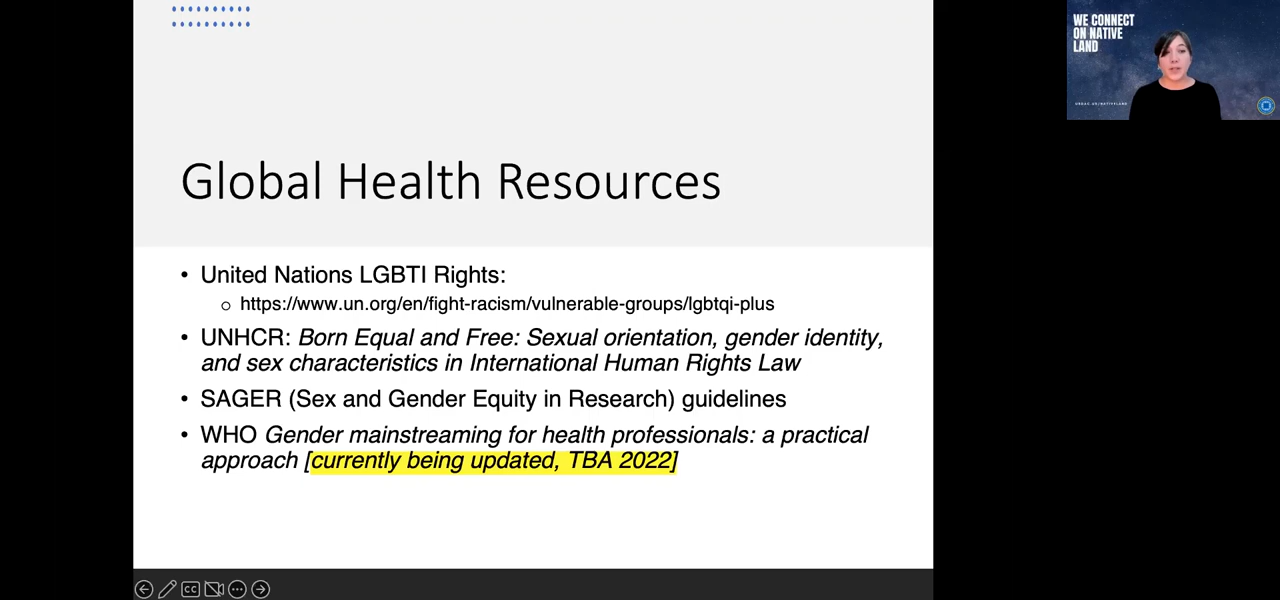 WE CONNECT
ON NATIVE
LAND
Global Health Resources
• United Nations LGBTI Rights:
o https://www.un.org/en/fight-racism/vulnerable-groups/lgbtqi-plus
• UNHCR: Born Equal and Free: Sexual orientation, gender identity,
and sex characteristics in International Human Rights Law
• SAGER (Sex and Gender Equity in Research) guidelines
• WHO Gender mainstreaming for health professionals: a practical
approach [currently being updated, TBA 2022]
CC